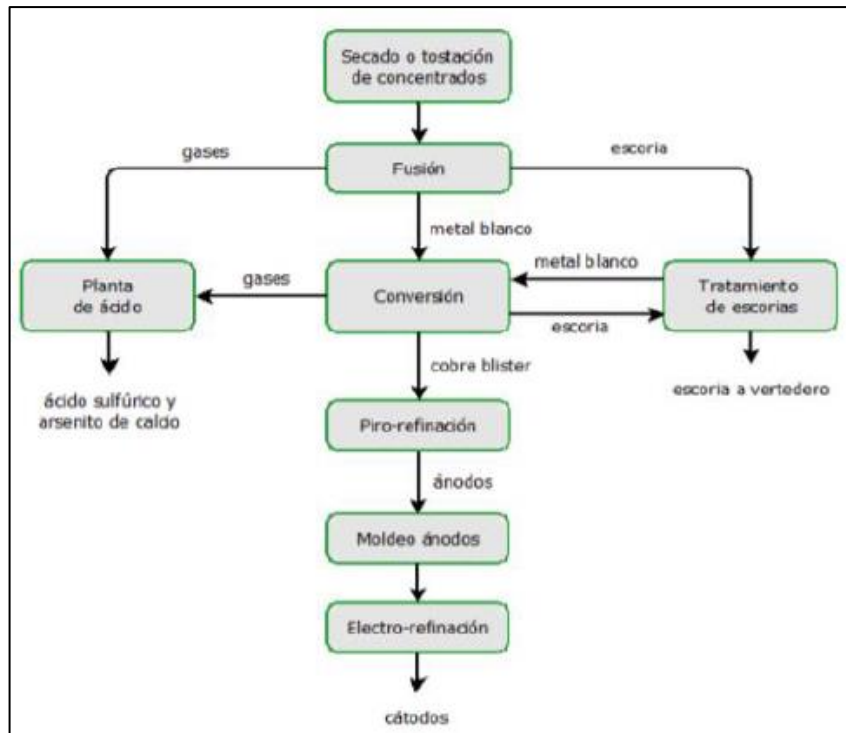 Secado o tostación
de concentrados
gases
escoria
Fusión
metal blanco
metal blanco
Planta
de ácido
gases
Conversión
Tratamiento
de escorias
escoria
cobre blister
ácido sulfúrico y
arsenito de calcio
escoria a vertedero
Piro-refinación
ánodos
Moldeo ánodos
Electro-refinación
cátodos